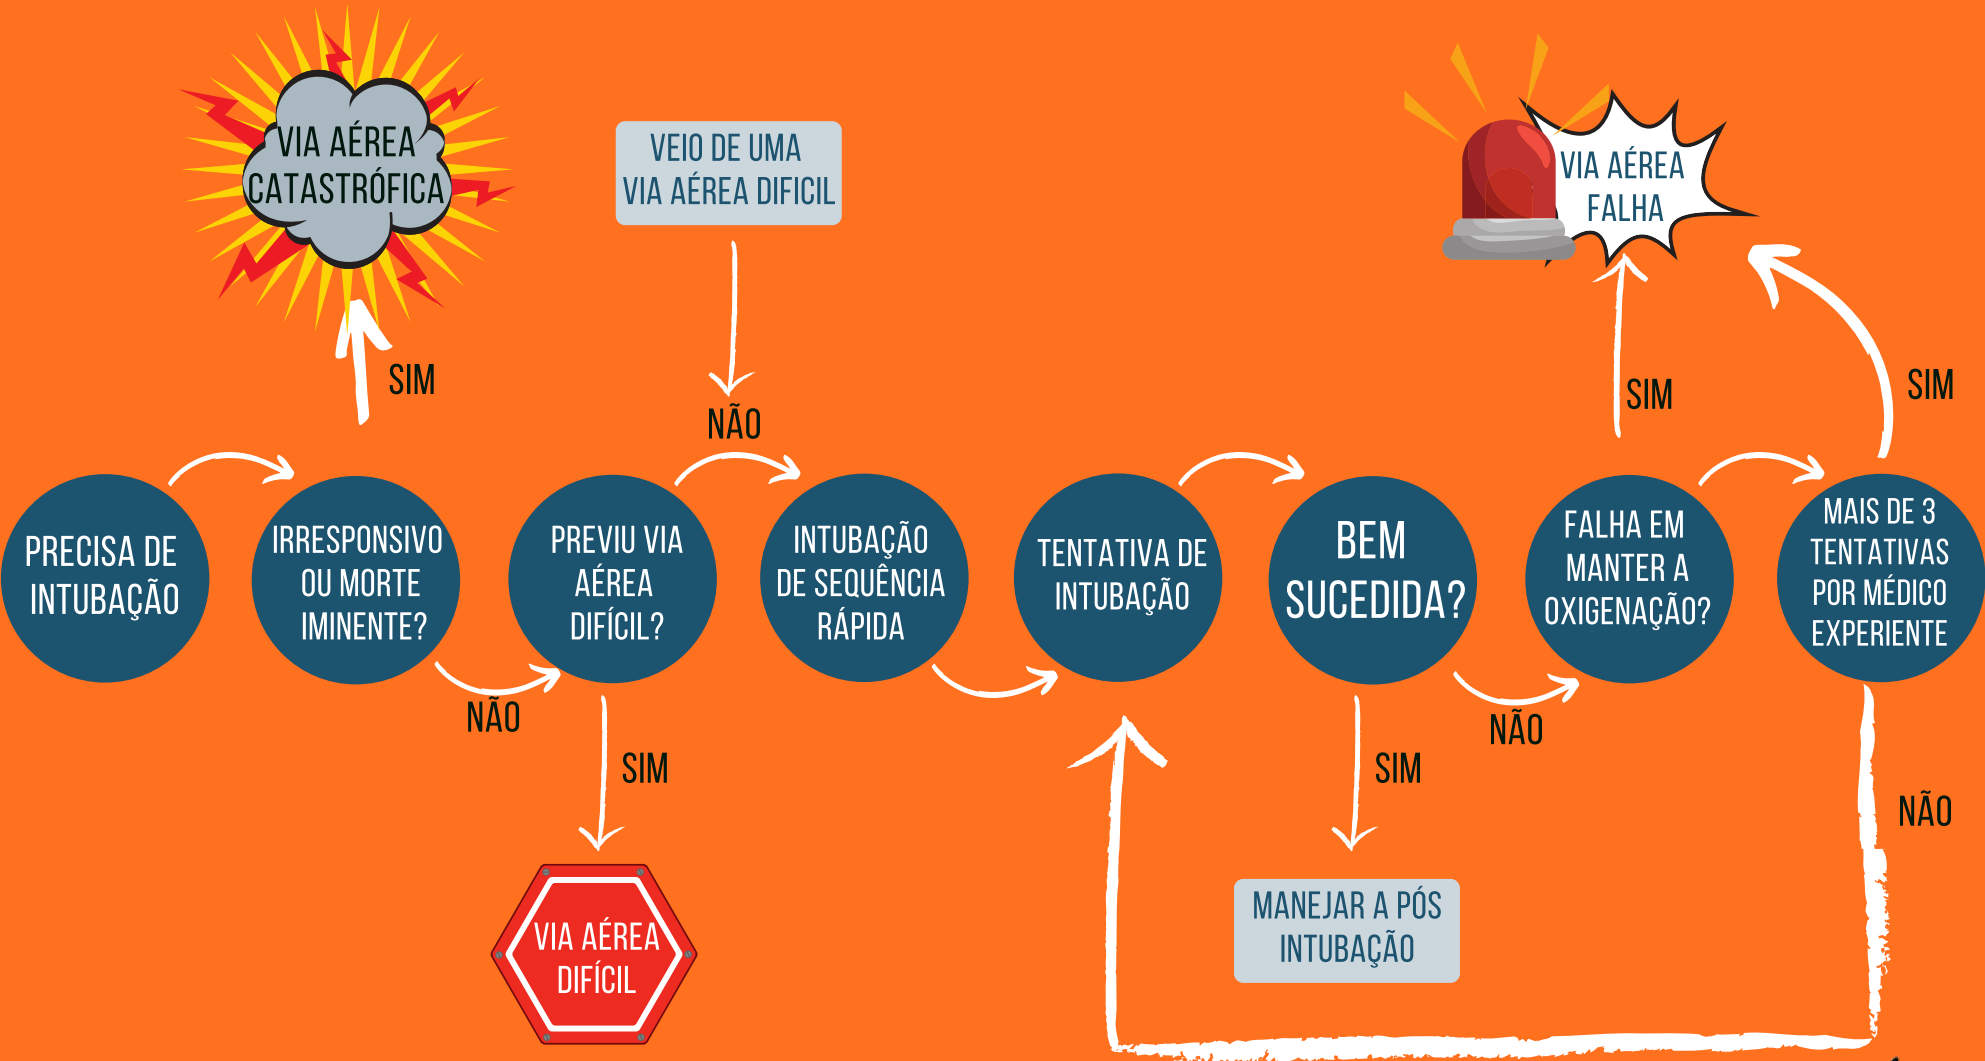 VIA AÉREA
CATASTRÓFICA
VEIO DE UMA
VIA AÉREA DIFICIL
VIA AÉREA
FALHA
SIM
NÃO
SIM
SIM
PRECISA DE
INTUBAÇÃO
IRRESPONSIVO
OU MORTE
IMINENTE?
PREVIU VIA
AÉREA
DIFÍCIL?
INTUBAÇÃO
DE SEQUÊNCIA
RÁPIDA
TENTATIVA DE
INTUBAÇÃO
BEM
SUCEDIDA?
FALHA EM
MANTER A
OXIGENAÇÃO?
MAIS DE 3
TENTATIVAS
POR MÉDICO
EXPERIENTE
NÃO
SIM
SIM
NÃO
NÃO
VIA AÉREA
DIFÍCIL
MANEJAR A PÓS
INTUBAÇÃO